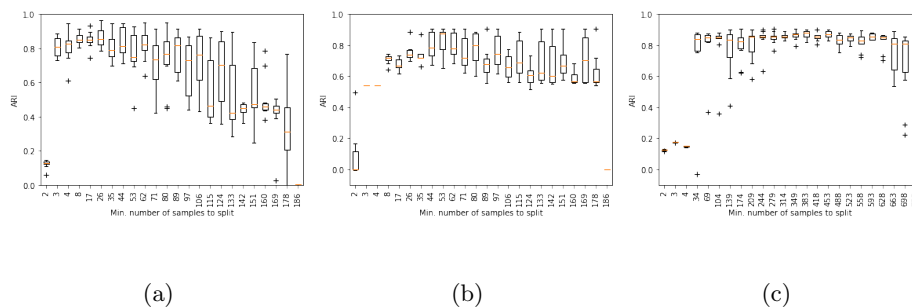 1.0
0.8
0.6
0.4
0.2
0.0
ARI
2 3 4 8 17 26 35 44 53 62 71 80 89 97 106 115 124 133 142 151 160 169 178 186
Min. number of samples to split
(a)
1.0
0.8
0.6
0.4
0.2
0.0
ARI
2 3 4 8 17 26 35 44 53 62 71 80 89 97 106 115 124 133 142 151 160 169 178 186
Min. number of samples to split
(b)
1.0
0.8
0.6
0.4
0.2
0.0
ARI
2 3 4 34 69 104 139 174 209 244 279 314 349 383 418 453 488 523 558 593 628 663 698
Min. number of samples to split
(c)